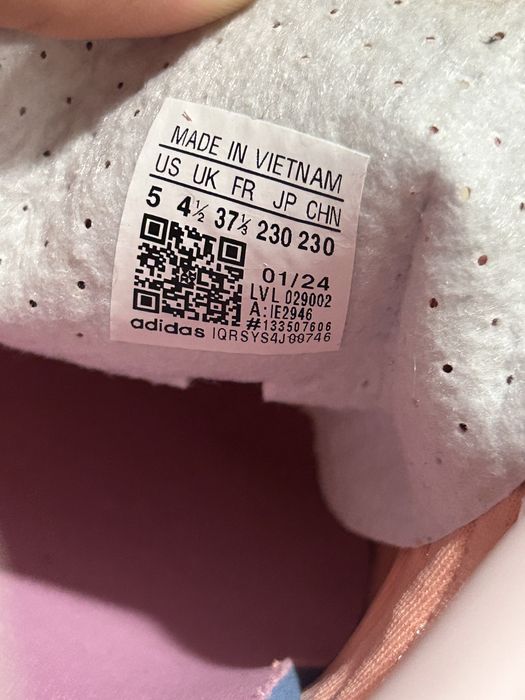 MADE IN VIETNAM
US UK FR JP CHN
5 4½ 37⅓ 230 230
01/24
LVL 029002
A: IE2946
#133507606
adidas IQRSYS4J00746